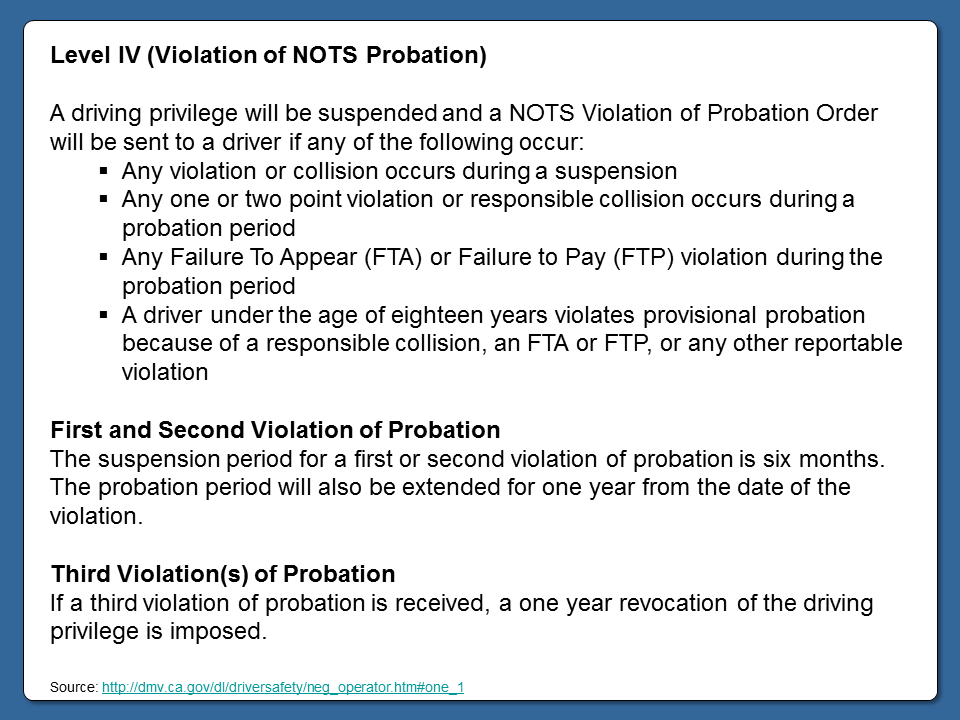 Level IV (Violation of NOTS Probation)
A driving privilege will be suspended and a NOTS Violation of Probation Order
will be sent to a driver if any of the following occur:
▪ Any violation or collision occurs during a suspension
▪ Any one or two point violation or responsible collision occurs during a
probation period
▪ Any Failure To Appear (FTA) or Failure to Pay (FTP) violation during the
probation period
▪ A driver under the age of eighteen years violates provisional probation
because of a responsible collision, an FTA or FTP, or any other reportable
violation
First and Second Violation of Probation
The suspension period for a first or second violation of probation is six months.
The probation period will also be extended for one year from the date of the
violation.
Third Violation(s) of Probation
If a third violation of probation is received, a one year revocation of the driving
privilege is imposed.
Source: http://dmv.ca.gov/dl/driversafety/neg_operator.htm#one_1